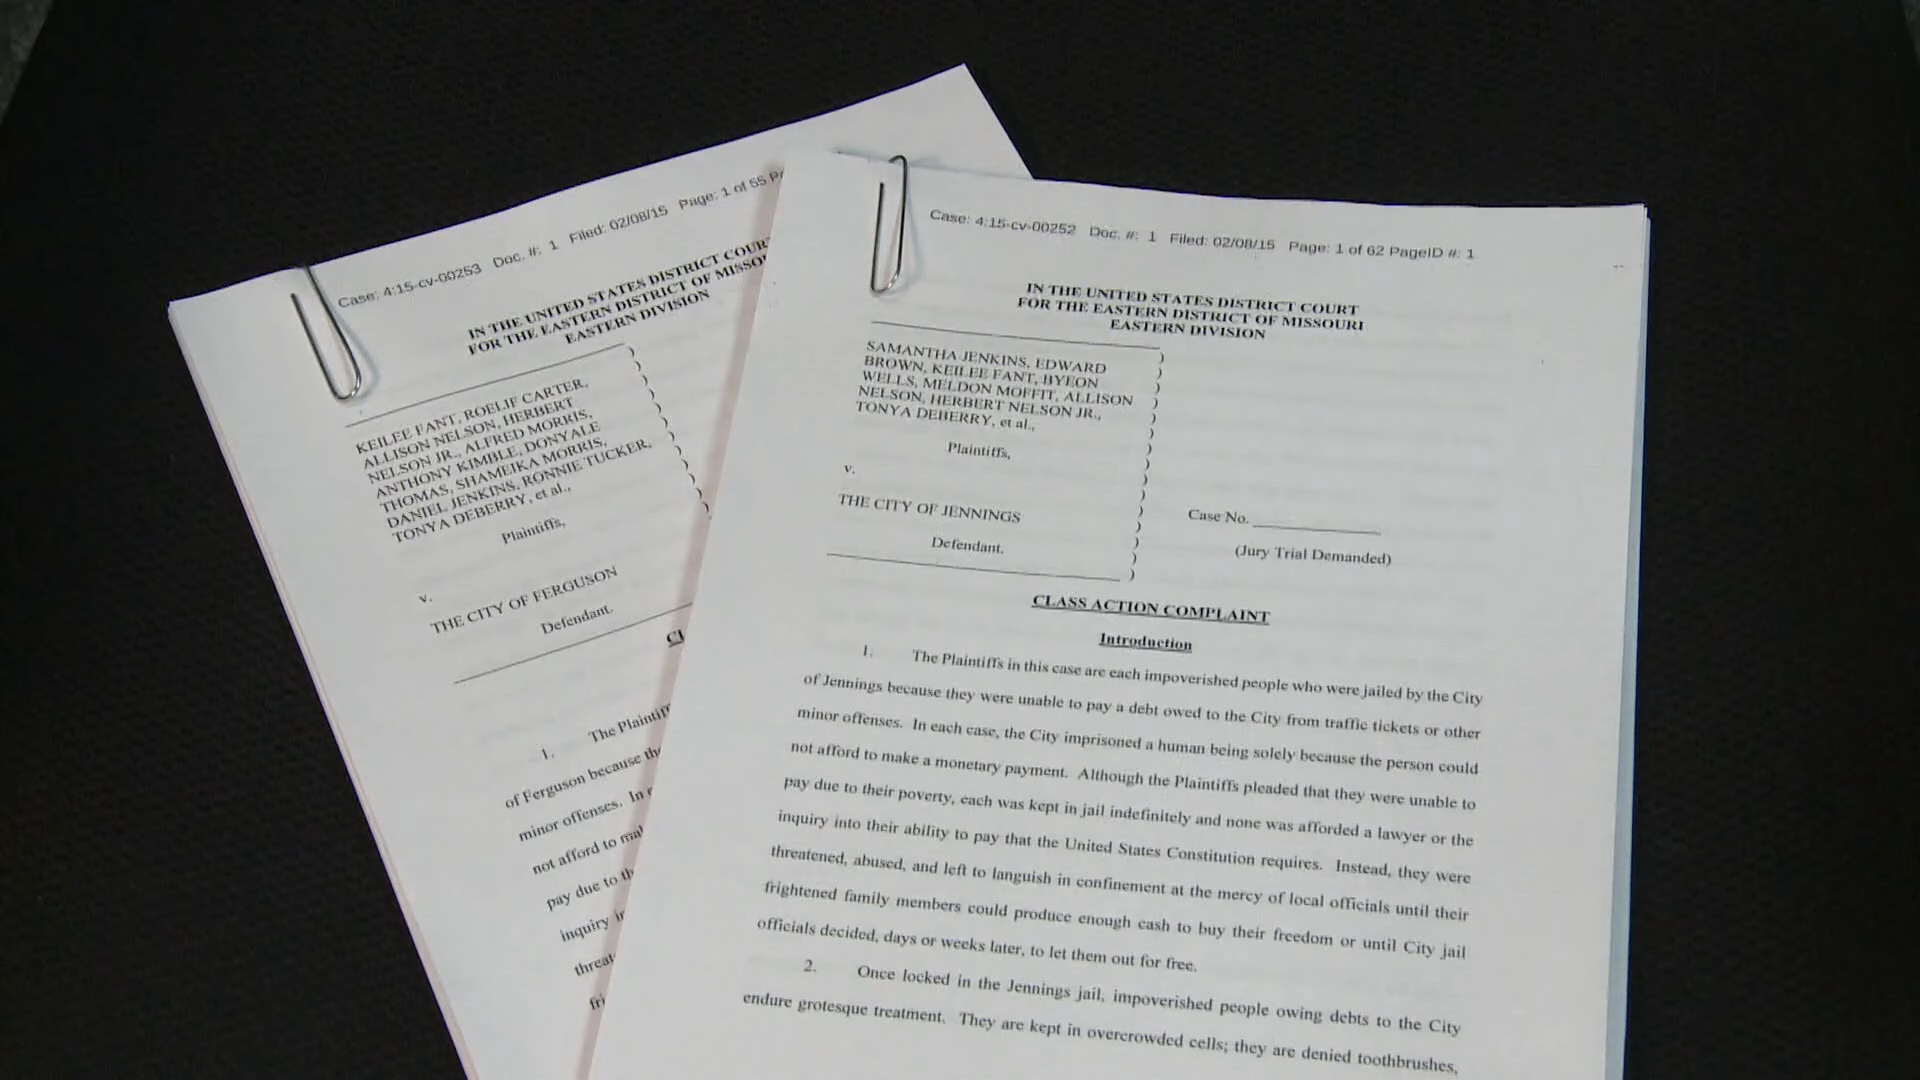 Case: 4:15-cv-00253 Doc. #: 1 Filed: 02/08/15 Page: 1 of 55
IN THE UNITED STATES DISTRICT COUR
FOR THE EASTERN DISTRICT OF MISSO
EASTERN DIVISION
KEILEE FANT, ROELIF CARTER,
ALLISON NELSON, HERBERT
NELSON JR., ALFRED MORRIS,
ANTHONY KIMBLE, DONYALE
THOMAS, SHAMEIKA MORRIS,
DANIEL JENKINS, RONNIE TUCKER,
TONYA DEBERRY, et al.,
Plaintiffs,
v.
THE CITY OF FERGUSON
Defendant.
1. The Plaintiff
of Ferguson because the
minor offenses. In
not afford to
pay due to
inquiry
Case: 4:15-cv-00252 Doc. #: 1 Filed: 02/08/15 Page: 1 of 62 PageID #: 1
IN THE UNITED STATES DISTRICT COURT
FOR THE EASTERN DISTRICT OF MISSOURI
EASTERN DIVISION
SAMANTHA JENKINS, EDWARD
BROWN, KEILEE FANT, BYEON
WELLS, MELDON MOFFIT, ALLISON
NELSON, HERBERT NELSON JR.,
TONYA DEBERRY, et al.,
Plaintiffs,
v.
THE CITY OF JENNINGS
Defendant.
Case No.
(Jury Trial Demanded)
CLASS ACTION COMPLAINT
Introduction
1. The Plaintiffs in this case are each impoverished people who were jailed by the City
of Jennings because they were unable to pay a debt owed to the City from traffic tickets or other
minor offenses. In each case, the City imprisoned a human being solely because the person could
not afford to make a monetary payment. Although the Plaintiffs pleaded that they were unable to
pay due to their poverty, each was kept in jail indefinitely and none was afforded a lawyer or the
inquiry into their ability to pay that the United States Constitution requires. Instead, they were
threatened, abused, and left to languish in confinement at the mercy of local officials until their
frightened family members could produce enough cash to buy their freedom or until City jail
officials decided, days or weeks later, to let them out for free.
2. Once locked in the Jennings jail, impoverished people owing debts to the City
endure grotesque treatment. They are kept in overcrowded cells; they are denied toothbrushes,